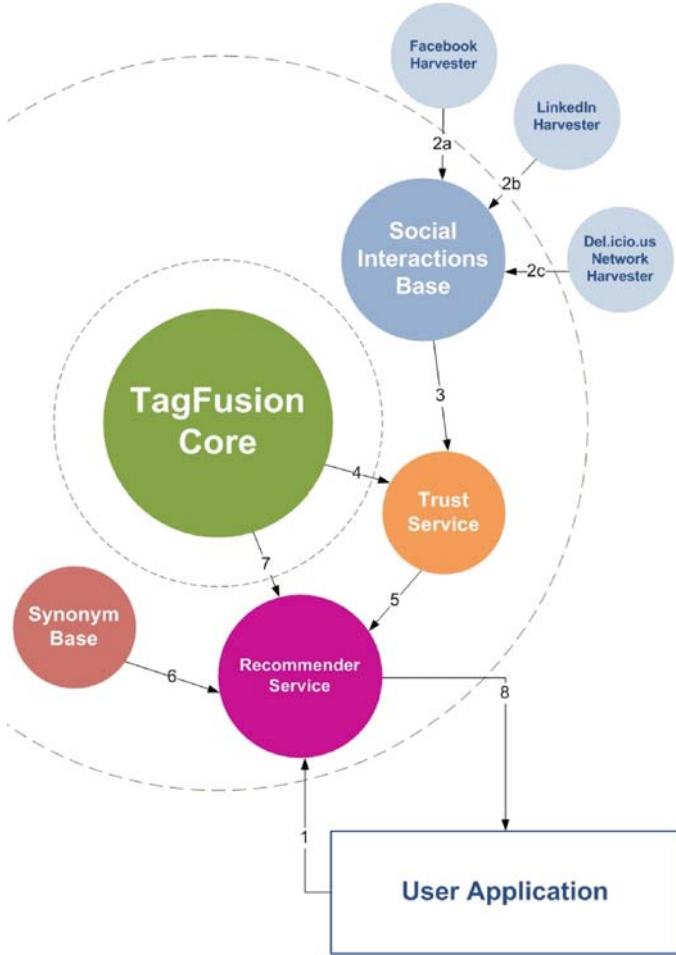 Facebook
Harvester
LinkedIn
Harvester
2a
2b
Social
Interactions
Base
Del.icio.us
Network
Harvester
2c
TagFusion
Core
3
4
Trust
Service
7
5
Synonym
Base
6
Recommender
Service
8
1
User Application